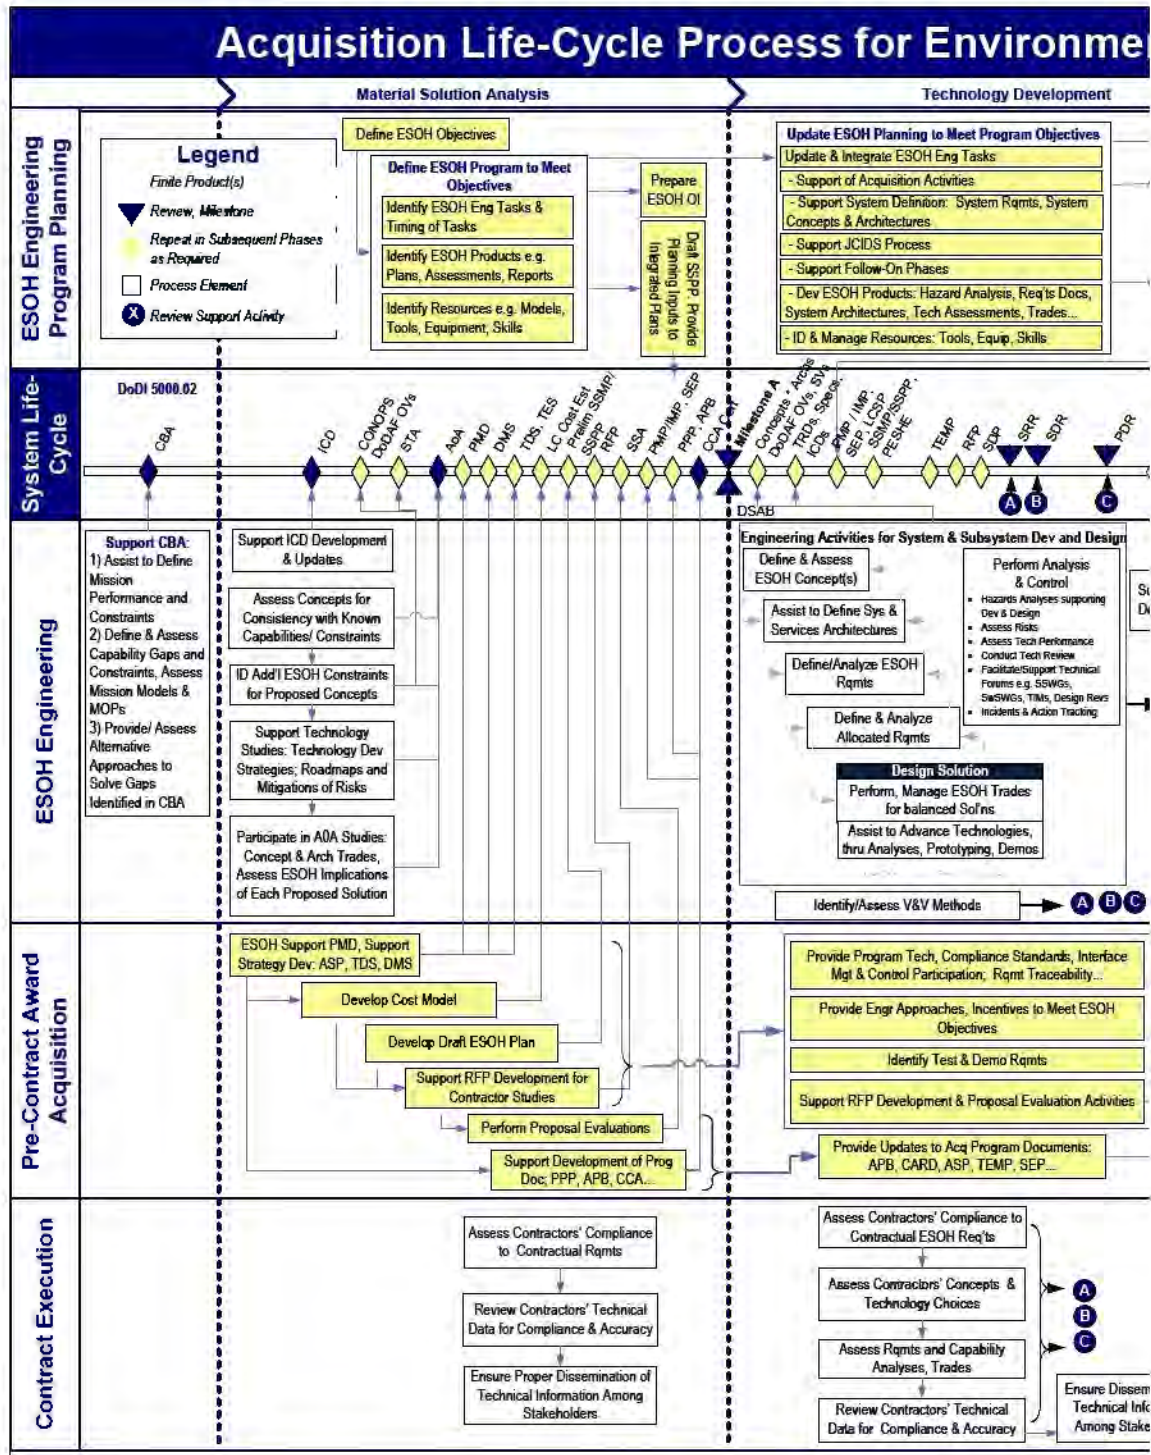 Acquisition Life-Cycle Process for Environme
Material Solution Analysis
Technology Development
ESOH Engineering
Program Planning
Legend
Finite Product(s)
Review, Milestone
Repeat in Subsequent Phases
as Required
Process Element
X
Review Support Activity
Define ESOH Objectives
Define ESOH Program to Meet
Objectives
Identify ESOH Eng Tasks &
Timing of Tasks
Identify ESOH Products e.g.
Plans, Assessments, Reports
Identify Resources e.g. Models,
Tools, Equipment, Skills
Prepare
ESOH OI
Draft SSPP, Provide
Planning Inputs to
Integrated Plans
Update ESOH Planning to Meet Program Objectives
Update & Integrate ESOH Eng Tasks
- Support of Acquisition Activities
- Support System Definition: System Rqmts, System
Concepts & Architectures
- Support JCIDS Process
- Support Follow-On Phases
- Dev ESOH Products: Hazard Analysis, Req'ts Docs,
System Architectures, Tech Assessments, Trades...
- ID & Manage Resources: Tools, Equip, Skills
System Life-
Cycle
DoDI 5000.02
CBA
ICD
CONOPS
DoDAF OVs
STA
AoA
PMD
DMS
TDS, TES
LC Cost Est
Prelim SSMP/
SSPP
RFP
SSA
PMP/IMP, SEP
PPP, APB
CCA Cert
Milestone A
Concepts + Archs
DoDAF OVs, SVs
TRDs, Specs,
ICDs
PMP / IMP,
SEP, LCSP
SSMP/SSPP,
PESHE
TEMP
RFP
SDP
SRR
SDR
PDR
A
B
C
DSAB
ESOH Engineering
Support CBA:
1) Assist to Define
Mission
Performance and
Constraints
2) Define & Assess
Capability Gaps and
Constraints, Assess
Mission Models &
MOPs
3) Provide/ Assess
Alternative
Approaches to
Solve Gaps
Identified in CBA
Support ICD Development
& Updates
Assess Concepts for
Consistency with Known
Capabilities/ Constraints
ID Add'l ESOH Constraints
for Proposed Concepts
Support Technology
Studies: Technology Dev
Strategies; Roadmaps and
Mitigations of Risks
Participate in A0A Studies:
Concept & Arch Trades,
Assess ESOH Implications
of Each Proposed Solution
Engineering Activities for System & Subsystem Dev and Design
Define & Assess
ESOH Concept(s)
Assist to Define Sys &
Services Architectures
Define/Analyze ESOH
Rqmts
Define & Analyze
Allocated Rqmts
Design Solution
Perform, Manage ESOH Trades
for balanced Sol'ns
Assist to Advance Technologies,
thru Analyses, Prototyping, Demos
Perform Analysis
& Control
▪ Hazards Analyses supporting
Dev & Design
▪ Assess Risks
▪ Assess Tech Performance
▪ Conduct Tech Review
▪ Facilitate/Support Technical
Forums e.g. SSWGs,
SwSWGs, TIMs, Design Revs
▪ Incidents & Action Tracking
Identify/Assess V&V Methods
A B C
Pre-Contract Award
Acquisition
ESOH Support PMD, Support
Strategy Dev: ASP, TDS, DMS
Develop Cost Model
Develop Draft ESOH Plan
Support RFP Development for
Contractor Studies
Perform Proposal Evaluations
Support Development of Prog
Doc; PPP, APB, CCA...
Provide Program Tech, Compliance Standards, Interface
Mgt & Control Participation; Rqmt Traceability...
Provide Engr Approaches, Incentives to Meet ESOH
Objectives
Identify Test & Demo Rqmts
Support RFP Development & Proposal Evaluation Activities
Provide Updates to Acq Program Documents:
APB, CARD, ASP, TEMP, SEP...
Contract Execution
Assess Contractors' Compliance
to Contractual Rqmts
Review Contractors' Technical
Data for Compliance & Accuracy
Ensure Proper Dissemination of
Technical Information Among
Stakeholders
Assess Contractors' Compliance to
Contractual ESOH Req'ts
Assess Contractors' Concepts &
Technology Choices
Assess Rqmts and Capability
Analyses, Trades
Review Contractors' Technical
Data for Compliance & Accuracy
A
B
C
Ensure Dissem
Technical Info
Among Stake